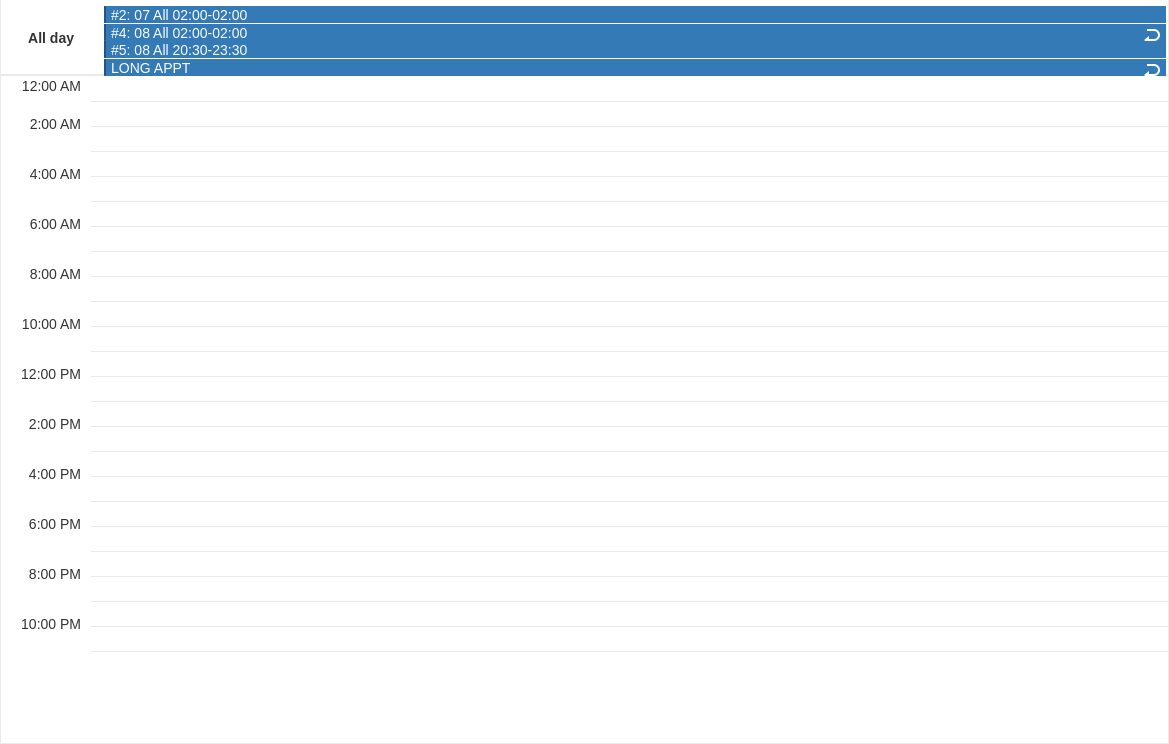 All day
#2: 07 All 02:00-02:00
#4: 08 All 02:00-02:00
#5: 08 All 20:30-23:30
LONG APPT
12:00 AM
2:00 AM
4:00 AM
6:00 AM
8:00 AM
10:00 AM
12:00 PM
2:00 PM
4:00 PM
6:00 PM
8:00 PM
10:00 PM